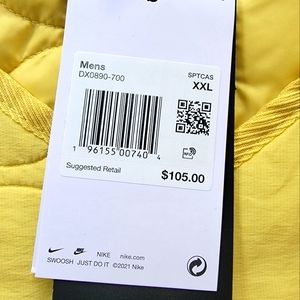 Mens
DX0890-700
SPTCAS
XXL
1 96155 00740 4
Suggested Retail
$105.00
NIKE
nike.com
SWOOSH JUST DO IT ©2021 Nike